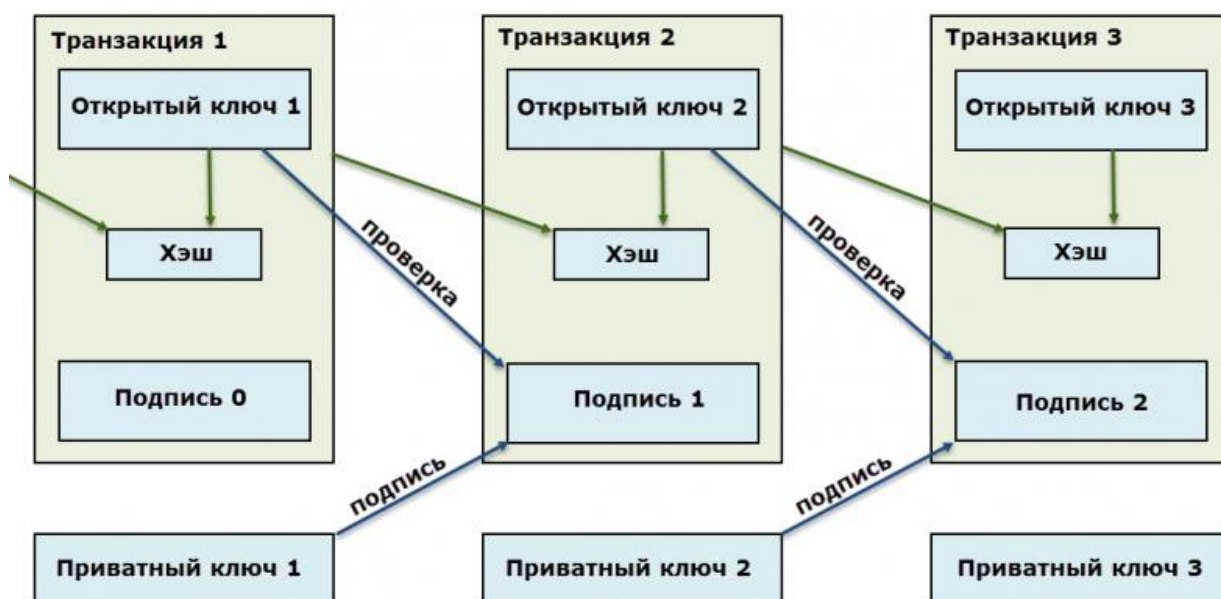 Транзакция 1
Транзакция 2
Транзакция 3
Открытый ключ 1
Открытый ключ 2
Открытый ключ 3
Хэш
проверка
Хэш
проверка
Хэш
Подпись 0
Подпись 1
Подпись 2
подпись
подпись
Приватный ключ 1
Приватный ключ 2
Приватный ключ 3